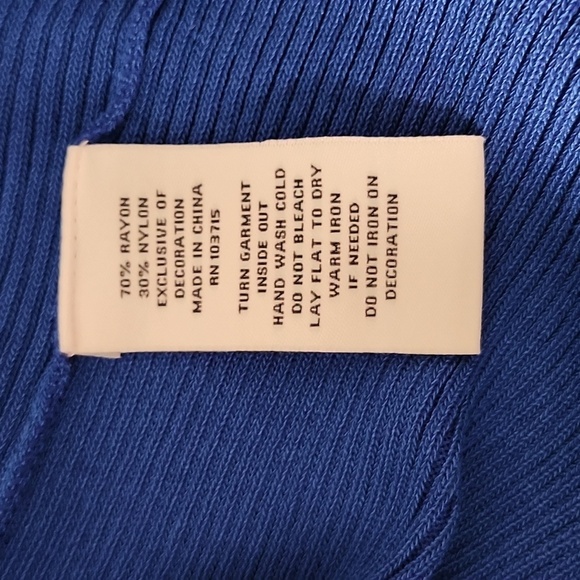 70% RAYON
30% NYLON
EXCLUSIVE OF
DECORATION
MADE IN CHINA
RN 103715
TURN GARMENT
INSIDE OUT
HAND WASH COLD
DO NOT BLEACH
LAY FLAT TO DRY
WARM IRON
IF NEEDED
DO NOT IRON ON
DECORATION